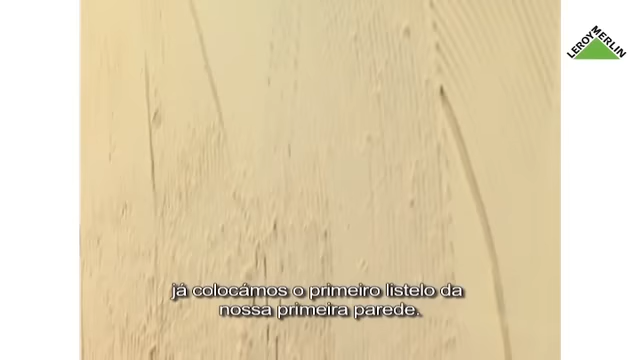 LEROY MERLIN
já colocámos o primeiro listelo da
nossa primeira parede.